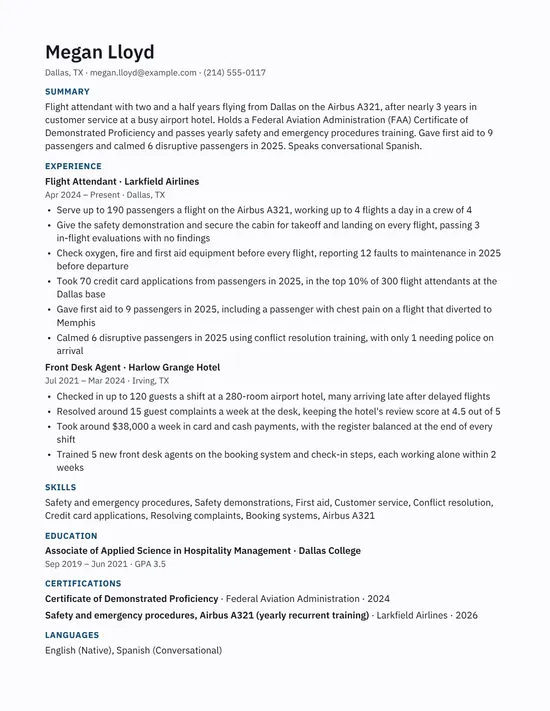 Megan Lloyd
Dallas, TX · megan.lloyd@example.com · (214) 555-0117
SUMMARY
Flight attendant with two and a half years flying from Dallas on the Airbus A321, after nearly 3 years in
customer service at a busy airport hotel. Holds a Federal Aviation Administration (FAA) Certificate of
Demonstrated Proficiency and passes yearly safety and emergency procedures training. Gave first aid to 9
passengers and calmed 6 disruptive passengers in 2025. Speaks conversational Spanish.
EXPERIENCE
Flight Attendant · Larkfield Airlines
Apr 2024 – Present · Dallas, TX
• Serve up to 190 passengers a flight on the Airbus A321, working up to 4 flights a day in a crew of 4
• Give the safety demonstration and secure the cabin for takeoff and landing on every flight, passing 3
in-flight evaluations with no findings
• Check oxygen, fire and first aid equipment before every flight, reporting 12 faults to maintenance in 2025
before departure
• Took 70 credit card applications from passengers in 2025, in the top 10% of 300 flight attendants at the
Dallas base
• Gave first aid to 9 passengers in 2025, including a passenger with chest pain on a flight that diverted to
Memphis
• Calmed 6 disruptive passengers in 2025 using conflict resolution training, with only 1 needing police on
arrival
Front Desk Agent · Harlow Grange Hotel
Jul 2021 – Mar 2024 · Irving, TX
• Checked in up to 120 guests a shift at a 280-room airport hotel, many arriving late after delayed flights
• Resolved around 15 guest complaints a week at the desk, keeping the hotel's review score at 4.5 out of 5
• Took around $38,000 a week in card and cash payments, with the register balanced at the end of every
shift
• Trained 5 new front desk agents on the booking system and check-in steps, each working alone within 2
weeks
SKILLS
Safety and emergency procedures, Safety demonstrations, First aid, Customer service, Conflict resolution,
Credit card applications, Resolving complaints, Booking systems, Airbus A321
EDUCATION
Associate of Applied Science in Hospitality Management · Dallas College
Sep 2019 – Jun 2021 · GPA 3.5
CERTIFICATIONS
Certificate of Demonstrated Proficiency · Federal Aviation Administration · 2024
Safety and emergency procedures, Airbus A321 (yearly recurrent training) · Larkfield Airlines · 2026
LANGUAGES
English (Native), Spanish (Conversational)